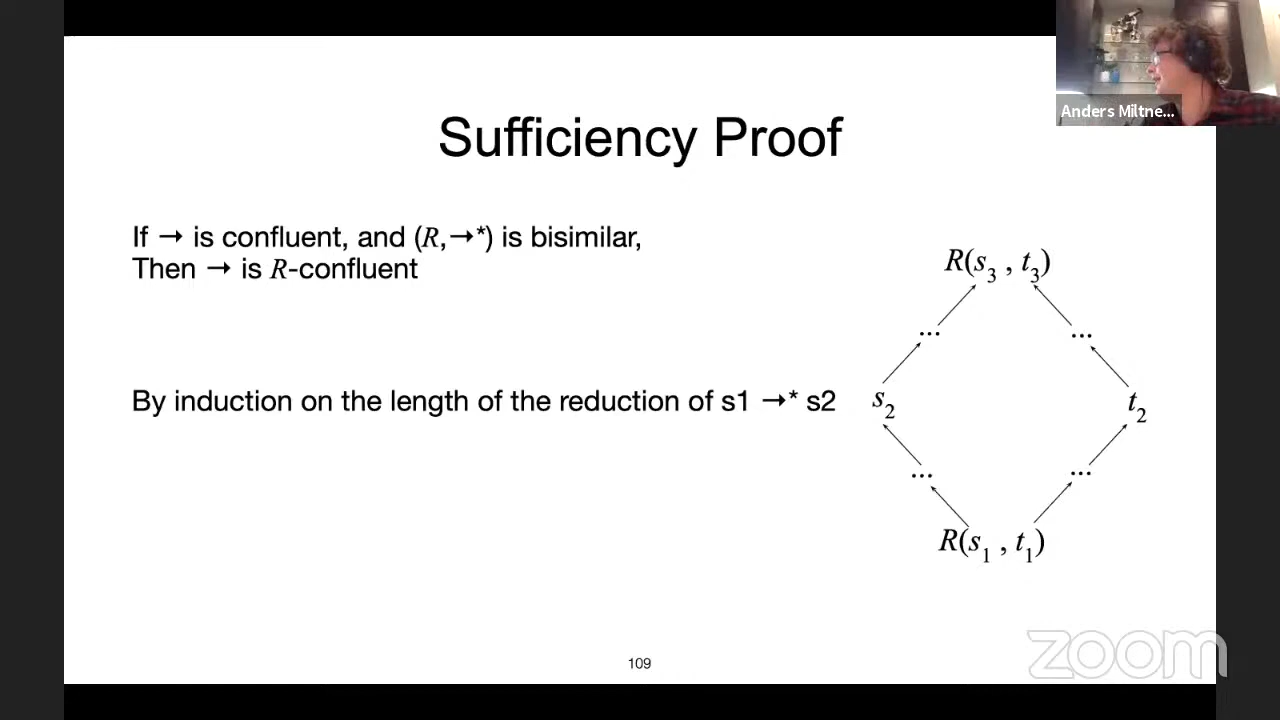 Anders Miltne...
Sufficiency Proof
If → is confluent, and (R,→*) is bisimilar,
Then → is R-confluent
R(s₃ , t₃)
... ...
By induction on the length of the reduction of s1 →* s2
s₂ t₂
... ...
R(s₁ , t₁)
zoom
109